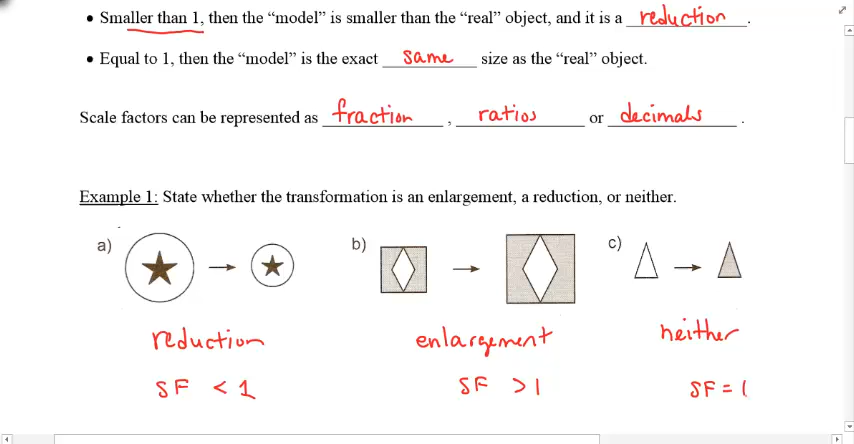 • Smaller than 1, then the “model” is smaller than the “real” object, and it is a reduction.
• Equal to 1, then the “model” is the exact same size as the “real” object.
Scale factors can be represented as fraction, ratios or decimals.
Example 1: State whether the transformation is an enlargement, a reduction, or neither.
a) b) c)
reduction enlargement neither
SF < 1 SF > 1 SF = 1